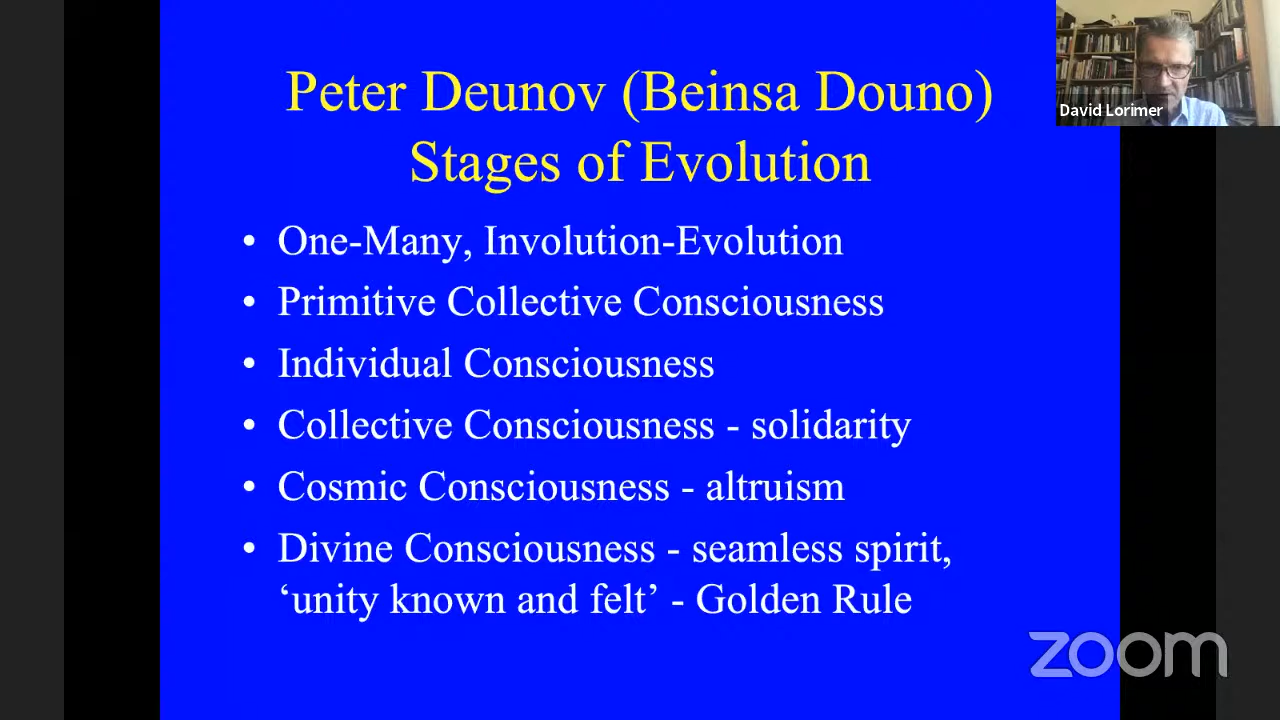 Peter Deunov (Beinsa Douno)
Stages of Evolution
• One-Many, Involution-Evolution
• Primitive Collective Consciousness
• Individual Consciousness
• Collective Consciousness - solidarity
• Cosmic Consciousness - altruism
• Divine Consciousness - seamless spirit,
‘unity known and felt’ - Golden Rule
David Lorimer
zoom